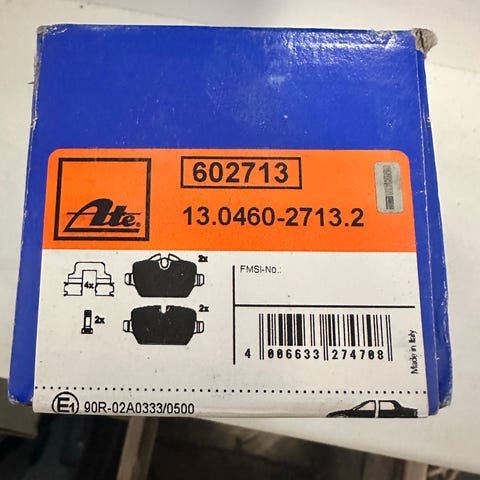 602713
Ate®
13.0460-2713.2
2x
FMSI-No.:
4x
2x
2x
4 006633 274708
Made in Italy
E1 90R-02A0333/0500